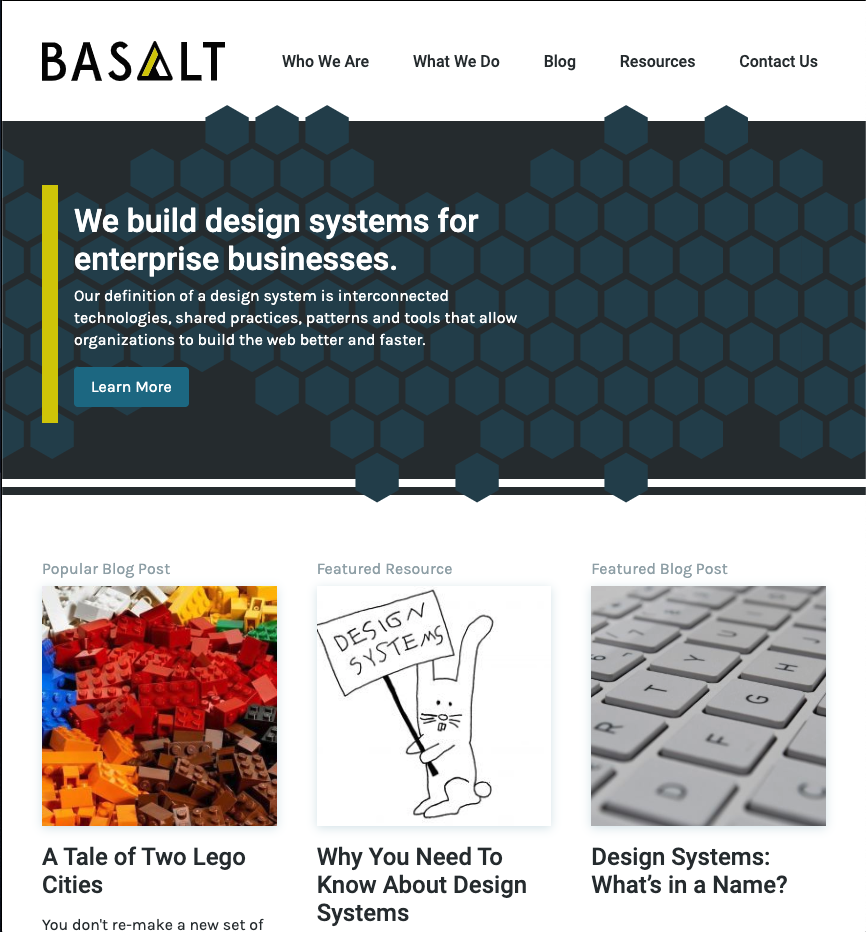 BASALT
Who We Are
What We Do
Blog
Resources
Contact Us
We build design systems for
enterprise businesses.
Our definition of a design system is interconnected
technologies, shared practices, patterns and tools that allow
organizations to build the web better and faster.
Learn More
Popular Blog Post
Featured Resource
Featured Blog Post
DESIGN
SYSTEMS
7
U
J
6
Y
H
T
G
R
F
D
C
A Tale of Two Lego
Cities
Why You Need To
Know About Design
Systems
Design Systems:
What’s in a Name?
You don't re-make a new set of